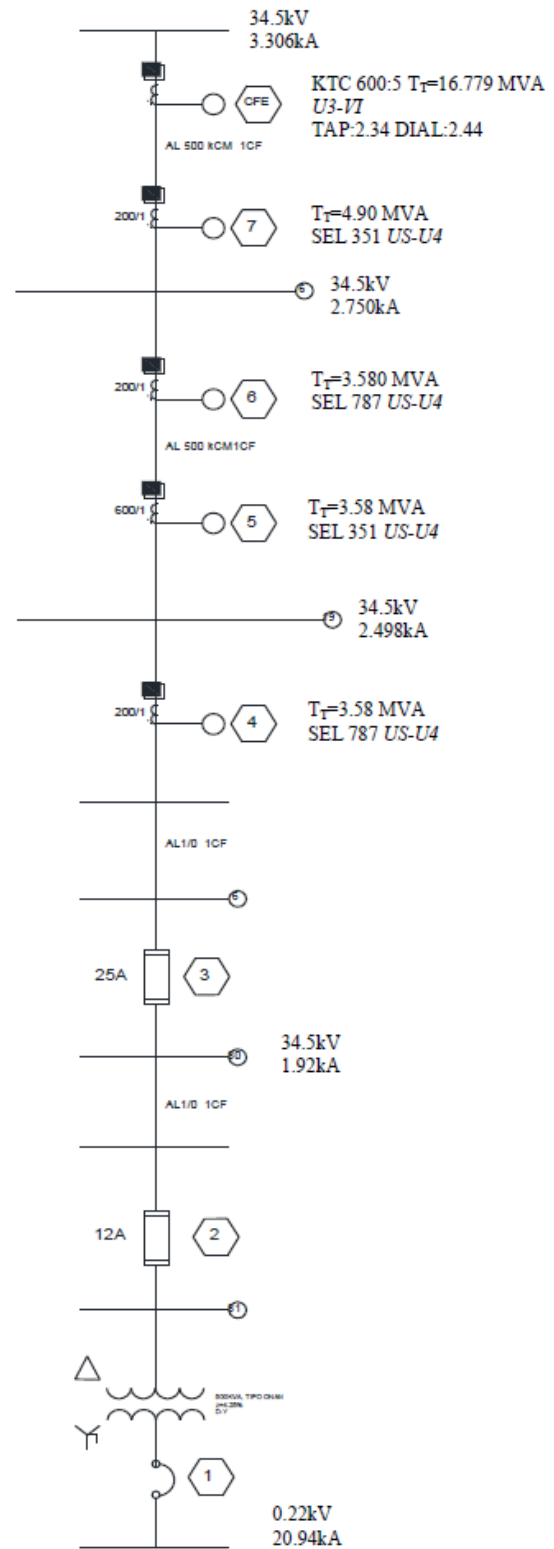 34.5kV
3.306kA
CFE
KTC 600:5 TT=16.779 MVA
U3-VI
TAP:2.34 DIAL:2.44
AL 500 kCM 1CF
200/1
7
TT=4.90 MVA
SEL 351 US-U4
34.5kV
2.750kA
200/1
6
TT=3.580 MVA
SEL 787 US-U4
AL 500 kCM1CF
600/1
5
TT=3.58 MVA
SEL 351 US-U4
34.5kV
2.498kA
200/1
4
TT=3.58 MVA
SEL 787 US-U4
AL1/0 1CF
25A
3
34.5kV
1.92kA
AL1/0 1CF
12A
2
TIPO
1
0.22kV
20.94kA